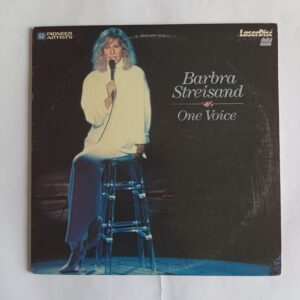 PIONEER
ARTISTS
LaserDisc
Barbra
Streisand
One Voice